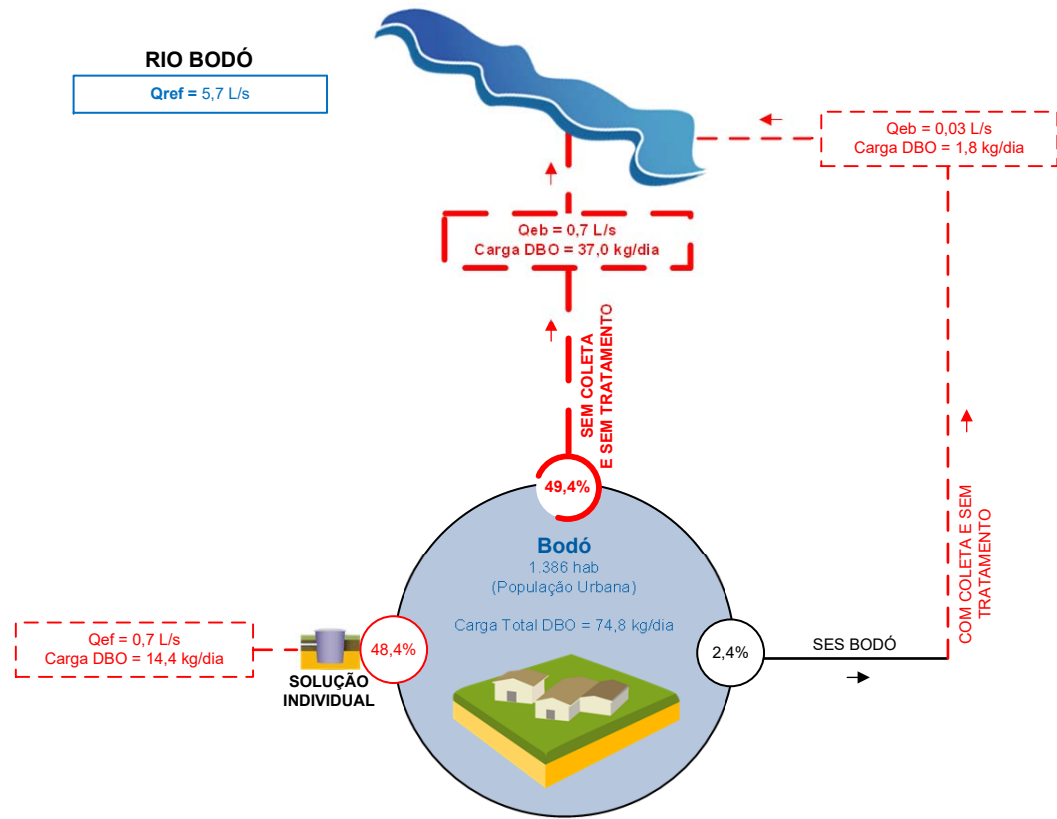 RIO BODÓ
Qref = 5,7 L/s
Qeb = 0,03 L/s
Carga DBO = 1,8 kg/dia
Qeb = 0,7 L/s
Carga DBO = 37,0 kg/dia
SEM COLETA
E SEM TRATAMENTO
COM COLETA E SEM
TRATAMENTO
49,4%
Bodó
1.386 hab
(População Urbana)
Carga Total DBO = 74,8 kg/dia
Qef = 0,7 L/s
Carga DBO = 14,4 kg/dia
48,4%
SOLUÇÃO
INDIVIDUAL
2,4%
SES BODÓ